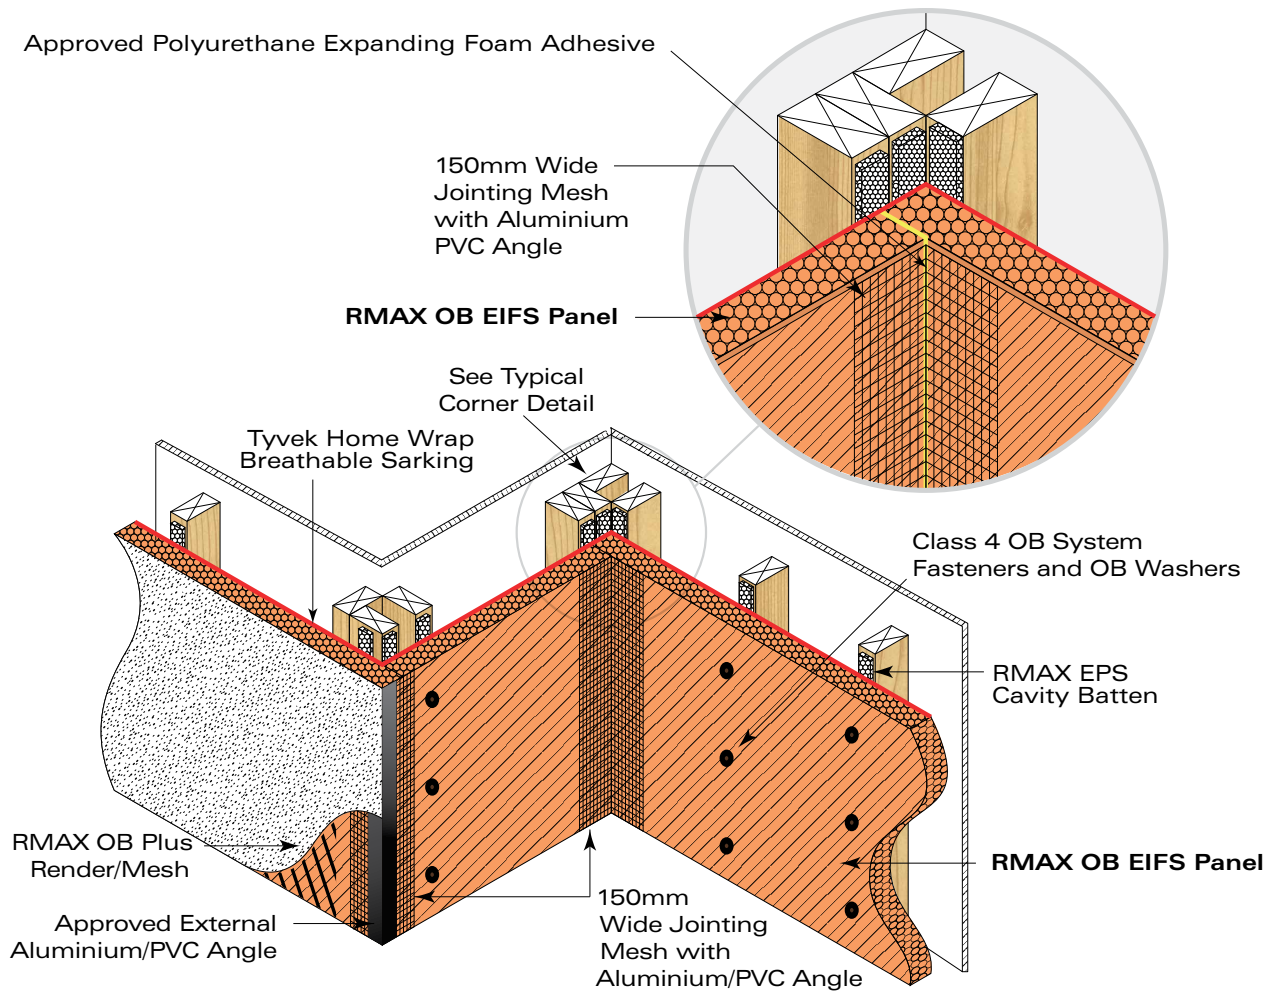 Approved Polyurethane Expanding Foam Adhesive
150mm Wide
Jointing Mesh
with Aluminium
PVC Angle
RMAX OB EIFS Panel
See Typical
Corner Detail
Tyvek Home Wrap
Breathable Sarking
Class 4 OB System
Fasteners and OB Washers
RMAX EPS
Cavity Batten
RMAX OB Plus
Render/Mesh
RMAX OB EIFS Panel
Approved External
Aluminium/PVC Angle
150mm
Wide Jointing
Mesh with
Aluminium/PVC Angle